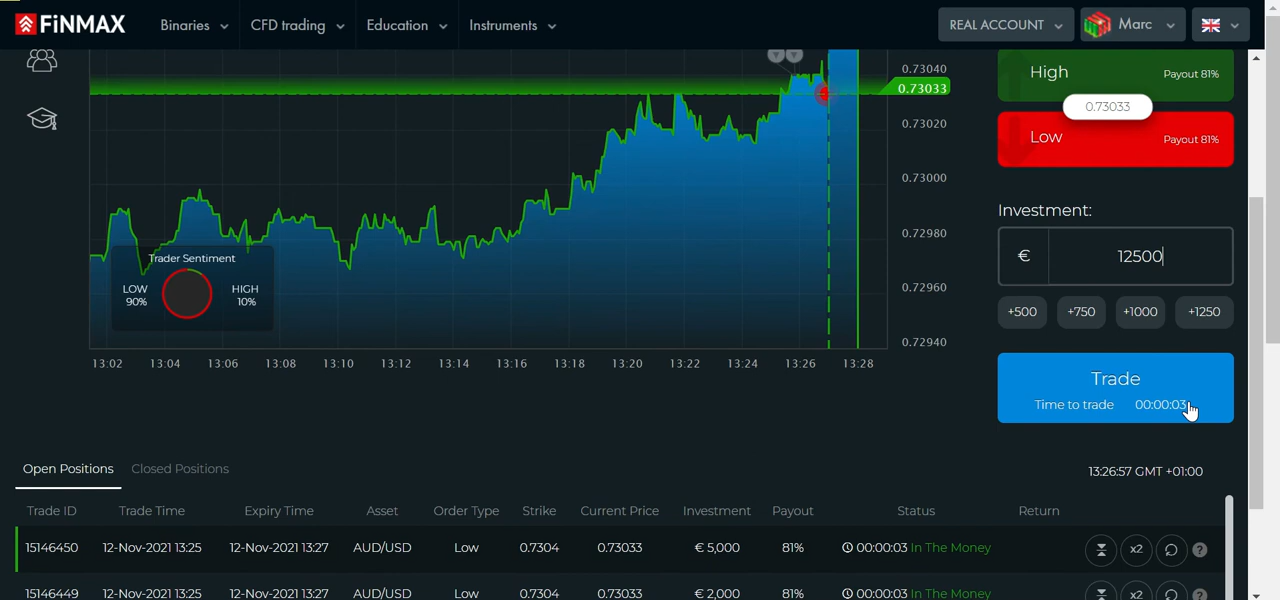 FiNMAX
Binaries
CFD trading
Education
Instruments
REAL ACCOUNT
Marc
0.73040
0.73033
0.73020
0.73000
0.72980
0.72960
0.72940
Trader Sentiment
LOW HIGH
90% 10%
13:02 13:04 13:06 13:08 13:10 13:12 13:14 13:16 13:18 13:20 13:22 13:24 13:26 13:28
High Payout 81%
0.73033
Low Payout 81%
Investment:
€ 12500
+500 +750 +1000 +1250
Trade
Time to trade 00:00:03
Open Positions Closed Positions
13:26:57 GMT +01:00
Trade ID Trade Time Expiry Time Asset Order Type Strike Current Price Investment Payout Status Return
15146450 12-Nov-2021 13:25 12-Nov-2021 13:27 AUD/USD Low 0.7304 0.73033 € 5,000 81% 00:00:03 In The Money x2 ?
15146449 12-Nov-2021 13:25 12-Nov-2021 13:27 AUD/USD Low 0.7304 0.73033 € 2,000 81% 00:00:03 In The Money x2 ?